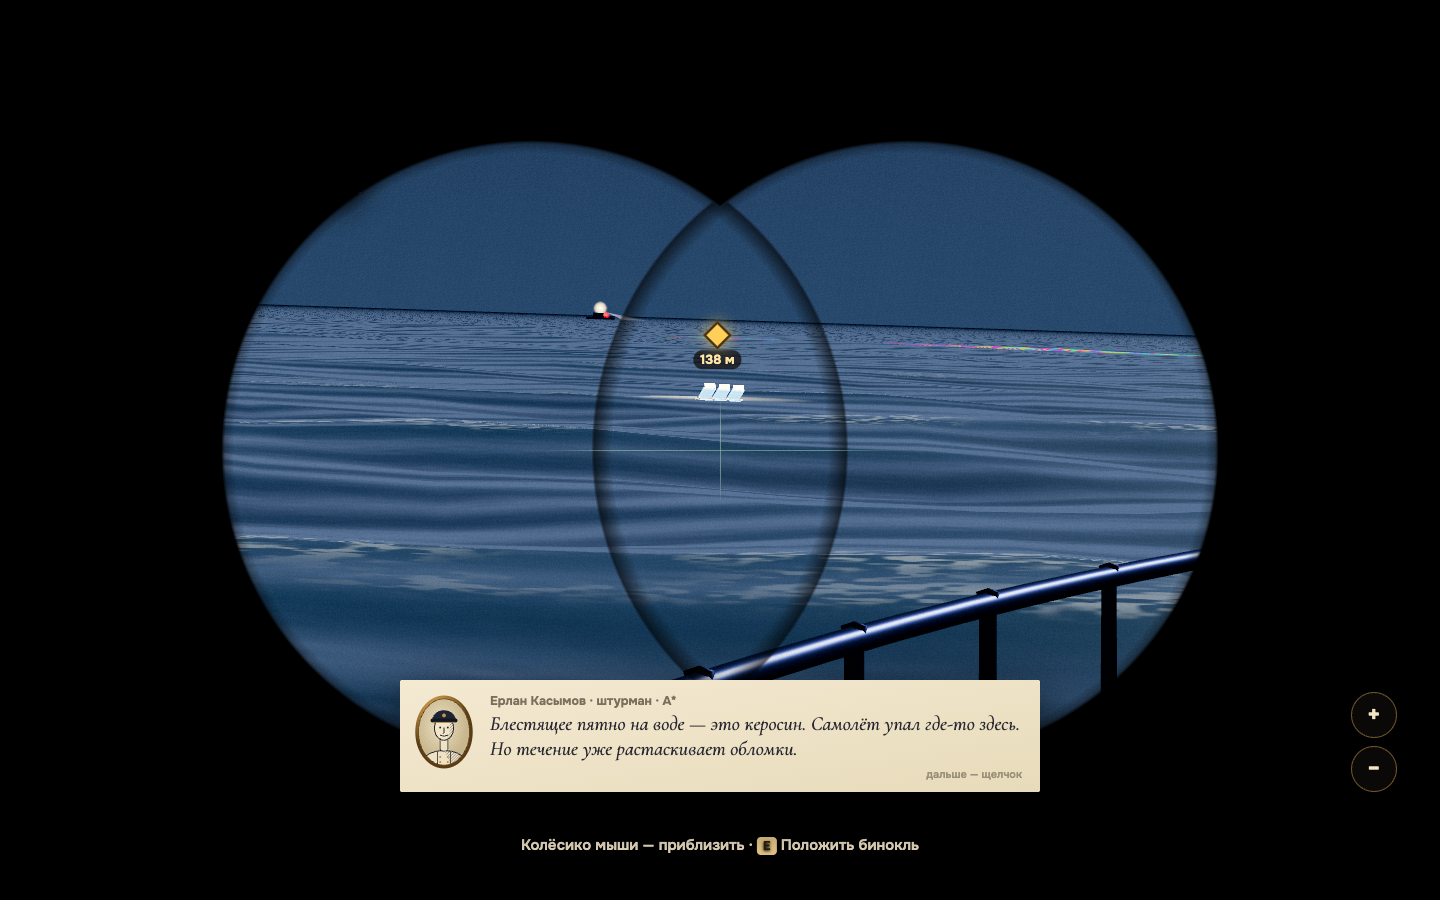 138 м
Ерлан Касымов · штурман · A*
Блестящее пятно на воде — это керосин. Самолёт упал где-то здесь.
Но течение уже растаскивает обломки.
дальше — щелчок
+
−
Колёсико мыши — приблизить · E Положить бинокль